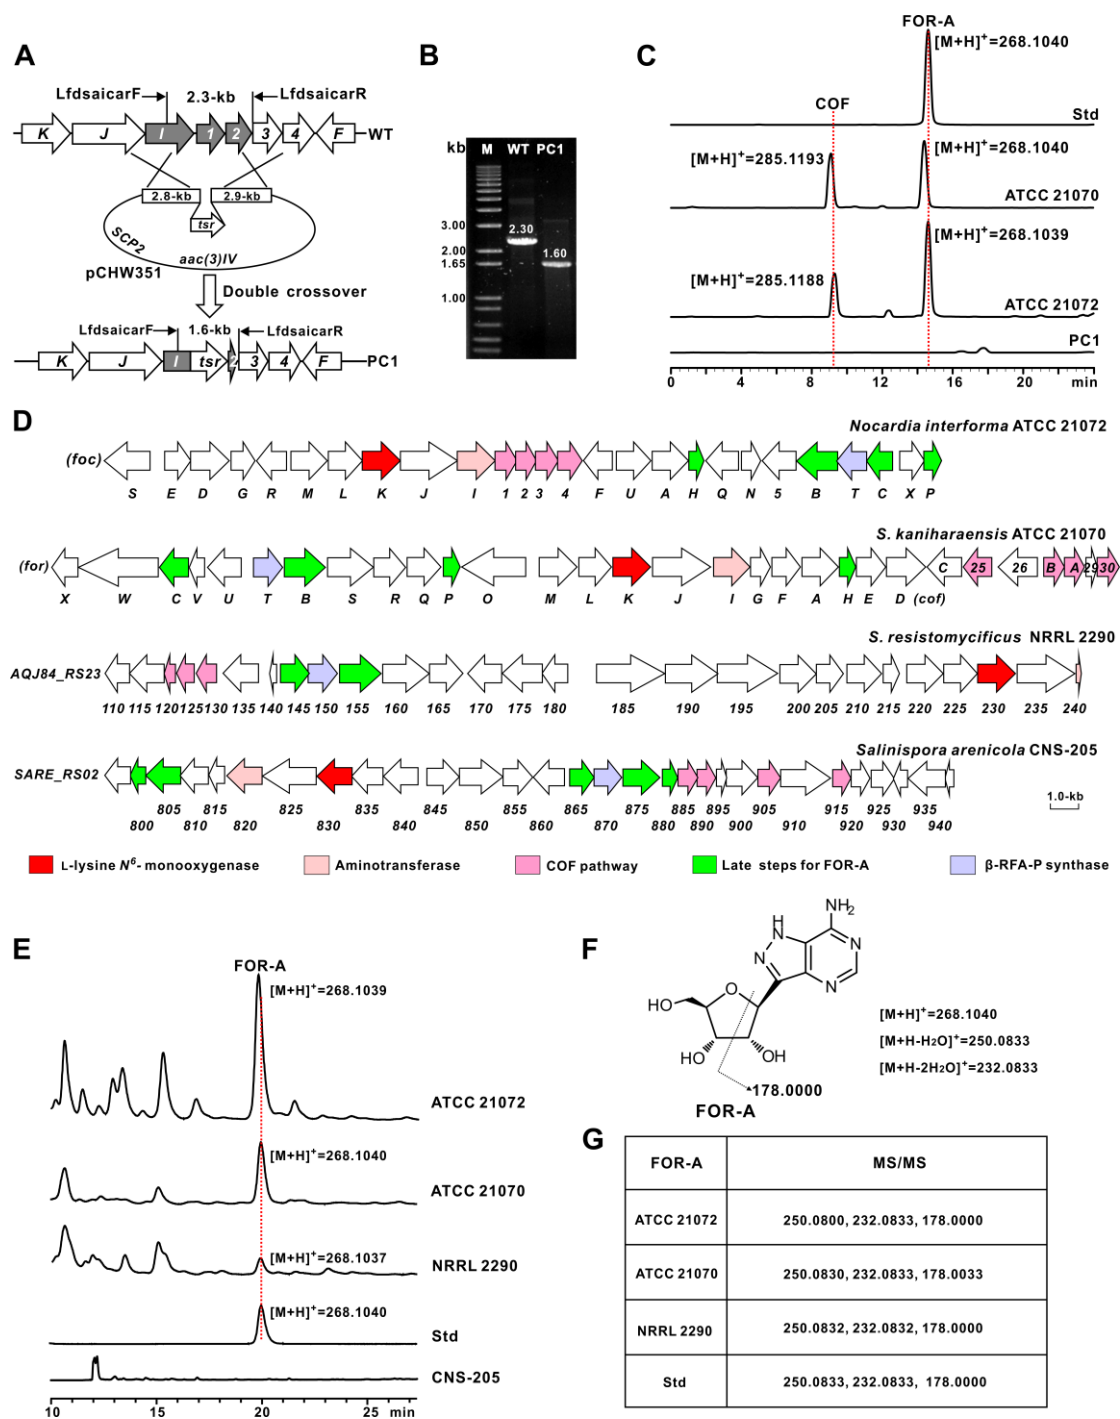 A
LfdsaicarF
2.3-kb
LfdsaicarR
K J I 1 2 3 4 F WT
2.8-kb 2.9-kb
tsr
SCP2
aac(3)IV
pCHW351
Double crossover
LfdsaicarF 1.6-kb LfdsaicarR
K J I tsr 2 3 4 F PC1
B
kb M WT PC1
3.00
2.30
2.00
1.65
1.60
1.00
C
FOR-A
[M+H]+=268.1040
COF
Std
[M+H]+=285.1193
[M+H]+=268.1040
ATCC 21070
[M+H]+=268.1039
[M+H]+=285.1188
ATCC 21072
PC1
0 4 8 12 16 20 min
D
Nocardia interforma ATCC 21072
(foc)
S E D G R M L K J I 1 2 3 4 F U A H Q N 5 B T C X P
S. kaniharaensis ATCC 21070
(for)
C 25 26 B A 29 30
X W C V U T B S R Q P O M L K J I G F A H E D (cof)
S. resistomycificus NRRL 2290
AQJ84_RS23
110 115 120 125 130 135 140 145 150 155 160 165 170 175 180 185 190 195 200 205 210 215 220 225 230 235 240
Salinispora arenicola CNS-205
SARE_RS02
805 815 825 835 845 855 865 875 885 895 905 915 925 935
800 810 820 830 840 850 860 870 880 890 900 910 920 930 940
1.0-kb
L-lysine N6- monooxygenase
Aminotransferase
COF pathway
Late steps for FOR-A
β-RFA-P synthase
E
FOR-A
[M+H]+=268.1039
ATCC 21072
[M+H]+=268.1040
ATCC 21070
[M+H]+=268.1037
NRRL 2290
[M+H]+=268.1040
Std
CNS-205
10 15 20 25 min
F
NH2
H
N
N
N
N
O
HO
HO
OH
178.0000
FOR-A
[M+H]+=268.1040
[M+H-H2O]+=250.0833
[M+H-2H2O]+=232.0833
G
FOR-A MS/MS
ATCC 21072 250.0800, 232.0833, 178.0000
ATCC 21070 250.0830, 232.0833, 178.0033
NRRL 2290 250.0832, 232.0832, 178.0000
Std 250.0833, 232.0833, 178.0000